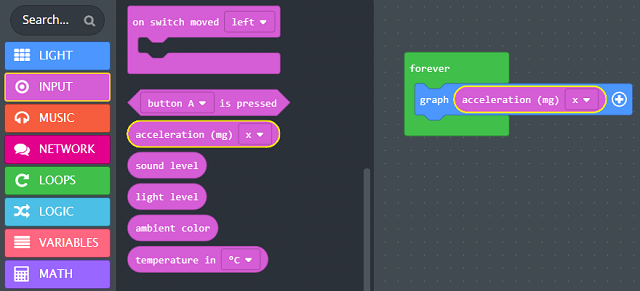 Search...
LIGHT
INPUT
MUSIC
NETWORK
LOOPS
LOGIC
VARIABLES
MATH
on switch moved left
button A is pressed
acceleration (mg) x
sound level
light level
ambient color
temperature in °C
forever
graph acceleration (mg) x